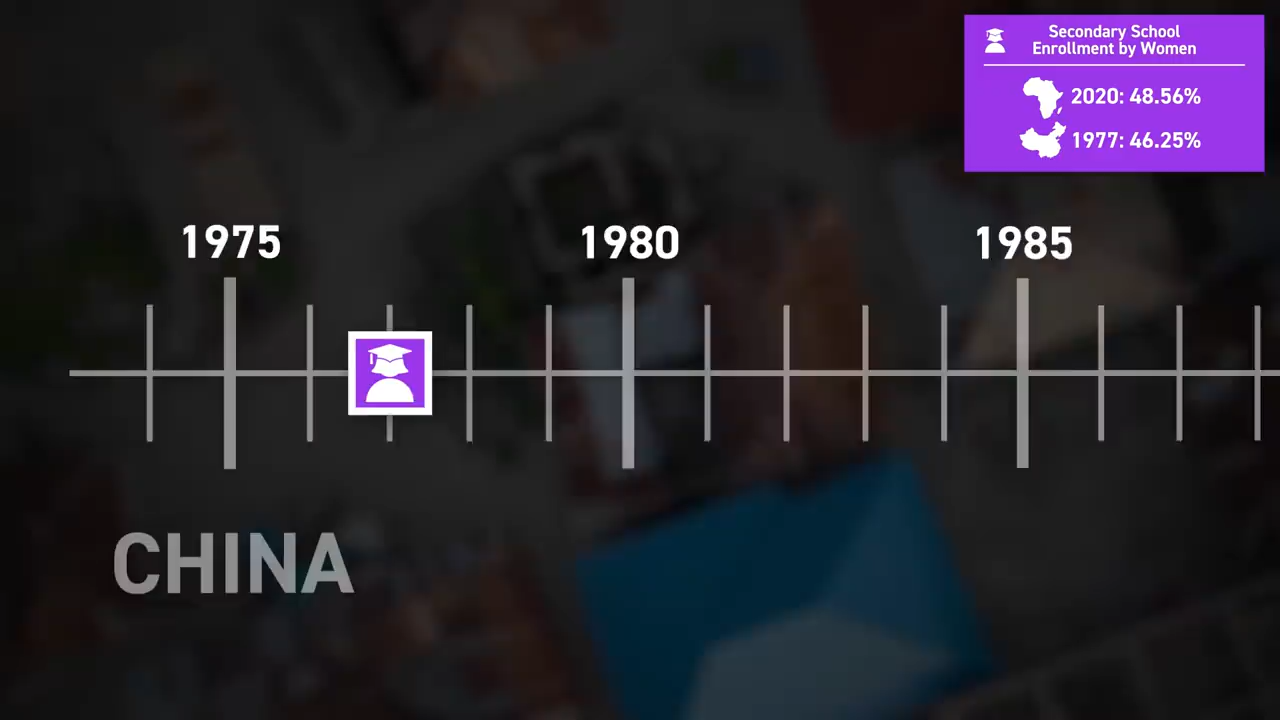 Secondary School
Enrollment by Women
2020: 48.56%
1977: 46.25%
1975
1980
1985
CHINA